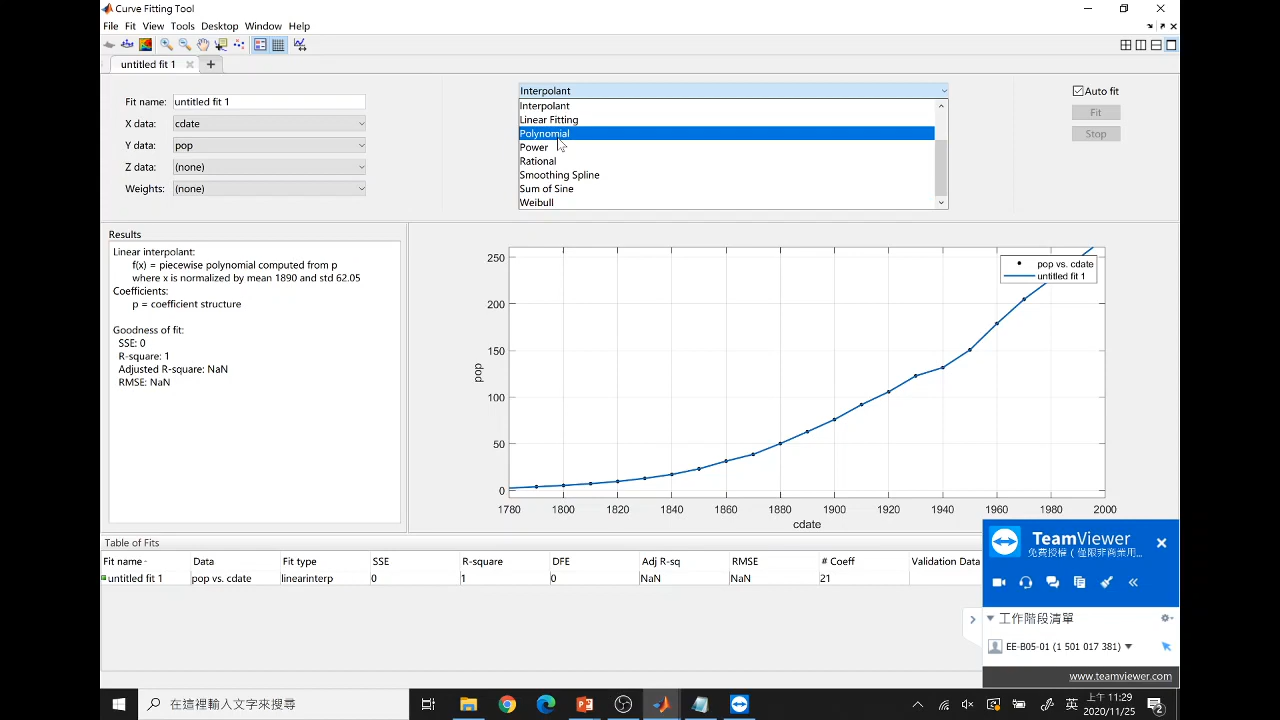 Curve Fitting Tool
File Fit View Tools Desktop Window Help
untitled fit 1
Fit name: untitled fit 1
X data: cdate
Y data: pop
Z data: (none)
Weights: (none)
Interpolant
Interpolant
Linear Fitting
Polynomial
Power
Rational
Smoothing Spline
Sum of Sine
Weibull
Auto fit
Fit
Stop
Results
Linear interpolant:
f(x) = piecewise polynomial computed from p
where x is normalized by mean 1890 and std 62.05
Coefficients:
p = coefficient structure
Goodness of fit:
SSE: 0
R-square: 1
Adjusted R-square: NaN
RMSE: NaN
pop vs. cdate
untitled fit 1
250
200
150
100
50
0
pop
1780 1800 1820 1840 1860 1880 1900 1920 1940 1960 1980 2000
cdate
Table of Fits
Fit name Data Fit type SSE R-square DFE Adj R-sq RMSE # Coeff Validation Data
untitled fit 1 pop vs. cdate linearinterp 0 1 0 NaN NaN 21
TeamViewer
免費授權（僅限非商業用...
工作階段清單
EE-B05-01 (1 501 017 381)
www.teamviewer.com
在這裡輸入文字來搜尋
英
上午 11:29
2020/11/25
2